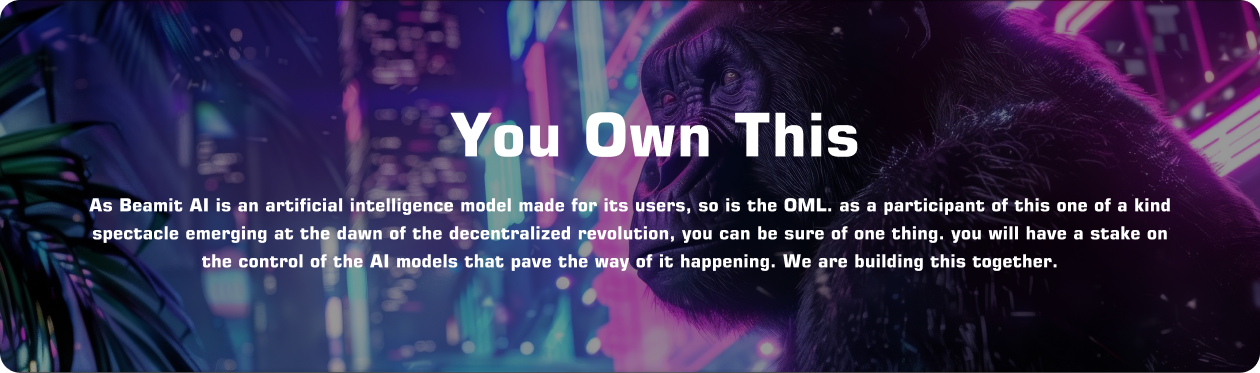 You Own This
As Beamit AI is an artificial intelligence model made for its users, so is the OML. as a participant of this one of a kind
spectacle emerging at the dawn of the decentralized revolution, you can be sure of one thing. you will have a stake on
the control of the AI models that pave the way of it happening. We are building this together.